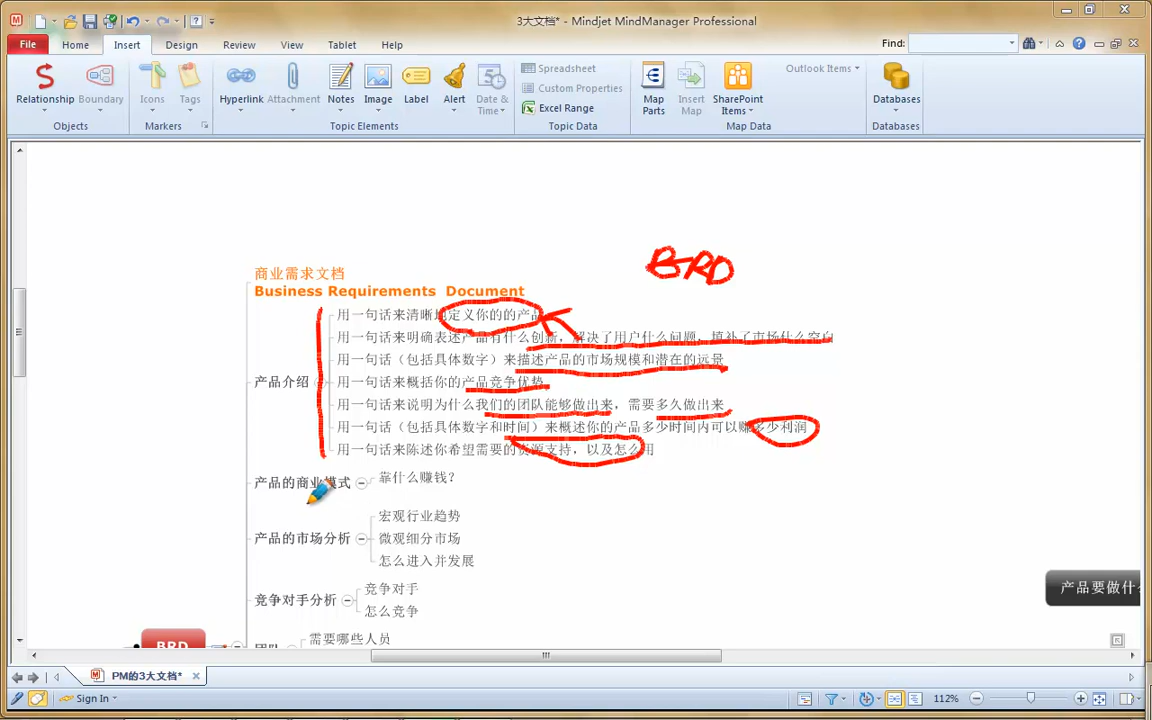 3大文档* - Mindjet MindManager Professional
File Home Insert Design Review View Tablet Help Find:
Relationship Boundary Icons Tags Hyperlink Attachment Notes Image Label Alert Date & Time Spreadsheet Custom Properties Excel Range Map Parts Insert Map SharePoint Items Outlook Items Databases
Objects Markers Topic Elements Topic Data Map Data Databases
BRD
商业需求文档
Business Requirements Document
用一句话来清晰地定义你的的产品
用一句话来明确表述产品有什么创新，解决了用户什么问题，填补了市场什么空白
用一句话（包括具体数字）来描述产品的市场规模和潜在的远景
产品介绍
用一句话来概括你的产品竞争优势
用一句话来说明为什么我们的团队能够做出来，需要多久做出来
用一句话（包括具体数字和时间）来概述你的产品多少时间内可以赚多少利润
用一句话来陈述你希望需要的资源支持，以及怎么用
产品的商业模式 靠什么赚钱？
宏观行业趋势
产品的市场分析 微观细分市场
怎么进入并发展
产品要做什
竞争对手
竞争对手分析
怎么竞争
需要哪些人员
BRD 团队
PM的3大文档*
Sign In 112%